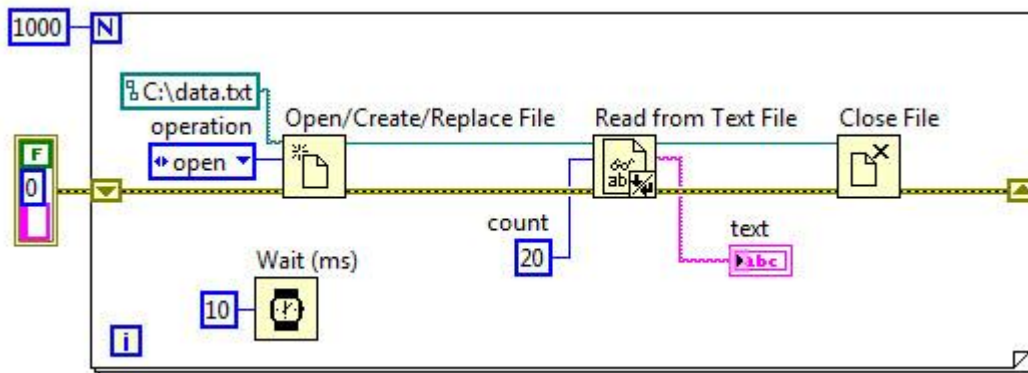 1000
N
C:\data.txt
operation
open
Open/Create/Replace File
Read from Text File
Close File
F
0
ab
count
20
text
abc
Wait (ms)
10
i